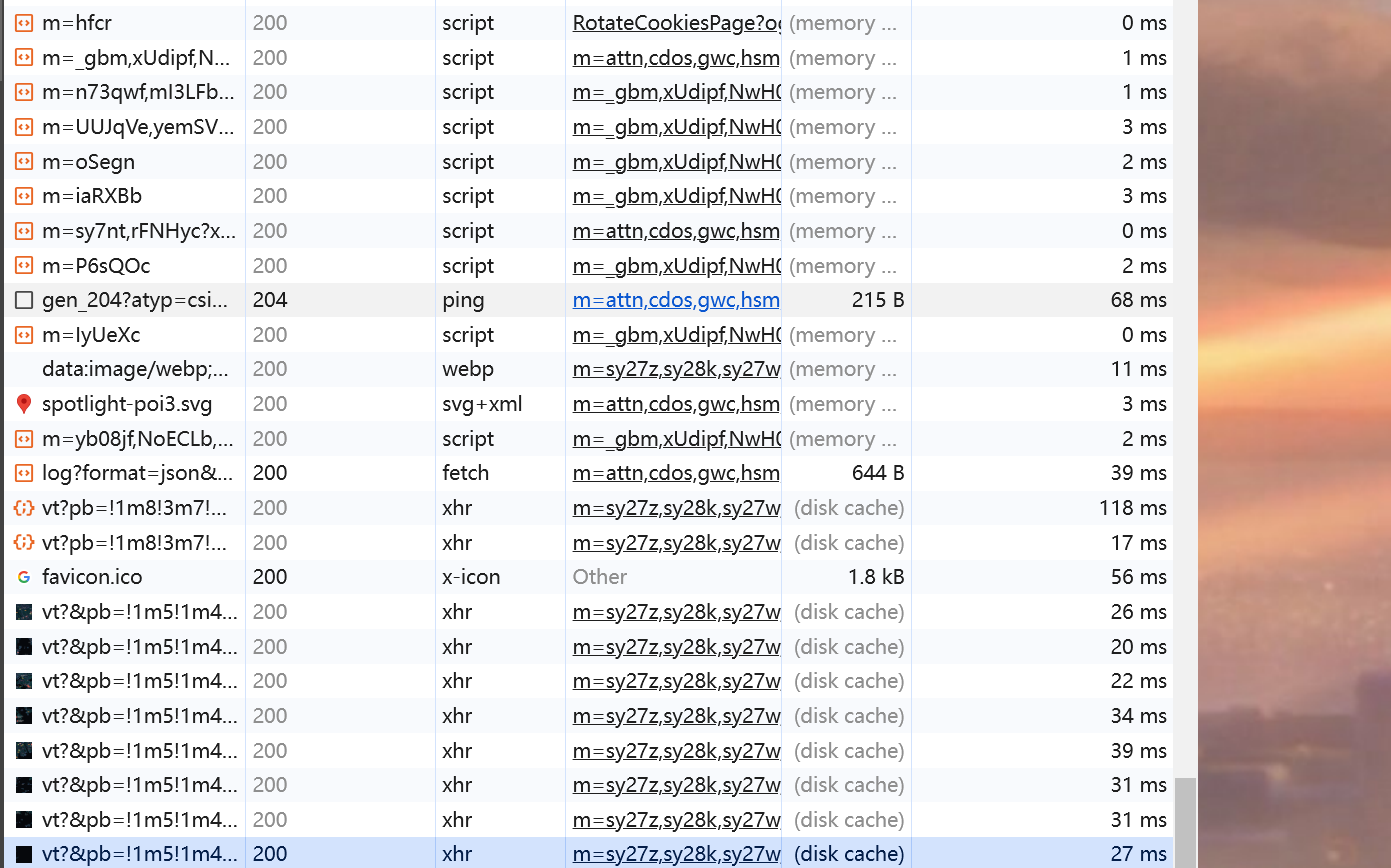 m=hfcr 200 script RotateCookiesPage?o (memory ... 0 ms
m=_gbm,xUdipf,N... 200 script m=attn,cdos,gwc,hsm (memory ... 1 ms
m=n73qwf,mI3LFb... 200 script m=_gbm,xUdipf,NwH0 (memory ... 1 ms
m=UUJqVe,yemSV... 200 script m=_gbm,xUdipf,NwH0 (memory ... 3 ms
m=oSegn 200 script m=_gbm,xUdipf,NwH0 (memory ... 2 ms
m=iaRXBb 200 script m=_gbm,xUdipf,NwH0 (memory ... 3 ms
m=sy7nt,rFNHyc?x... 200 script m=attn,cdos,gwc,hsm (memory ... 0 ms
m=P6sQOc 200 script m=_gbm,xUdipf,NwH0 (memory ... 2 ms
gen_204?atyp=csi... 204 ping m=attn,cdos,gwc,hsm 215 B 68 ms
m=IyUeXc 200 script m=_gbm,xUdipf,NwH0 (memory ... 0 ms
data:image/webp;... 200 webp m=sy27z,sy28k,sy27w, (memory ... 11 ms
spotlight-poi3.svg 200 svg+xml m=attn,cdos,gwc,hsm (memory ... 3 ms
m=yb08jf,NoECLb,... 200 script m=_gbm,xUdipf,NwH0 (memory ... 2 ms
log?format=json&... 200 fetch m=attn,cdos,gwc,hsm 644 B 39 ms
vt?pb=!1m8!3m7!... 200 xhr m=sy27z,sy28k,sy27w, (disk cache) 118 ms
vt?pb=!1m8!3m7!... 200 xhr m=sy27z,sy28k,sy27w, (disk cache) 17 ms
favicon.ico 200 x-icon Other 1.8 kB 56 ms
vt?&pb=!1m5!1m4... 200 xhr m=sy27z,sy28k,sy27w, (disk cache) 26 ms
vt?&pb=!1m5!1m4... 200 xhr m=sy27z,sy28k,sy27w, (disk cache) 20 ms
vt?&pb=!1m5!1m4... 200 xhr m=sy27z,sy28k,sy27w, (disk cache) 22 ms
vt?&pb=!1m5!1m4... 200 xhr m=sy27z,sy28k,sy27w, (disk cache) 34 ms
vt?&pb=!1m5!1m4... 200 xhr m=sy27z,sy28k,sy27w, (disk cache) 39 ms
vt?&pb=!1m5!1m4... 200 xhr m=sy27z,sy28k,sy27w, (disk cache) 31 ms
vt?&pb=!1m5!1m4... 200 xhr m=sy27z,sy28k,sy27w, (disk cache) 31 ms
vt?&pb=!1m5!1m4... 200 xhr m=sy27z,sy28k,sy27w, (disk cache) 27 ms